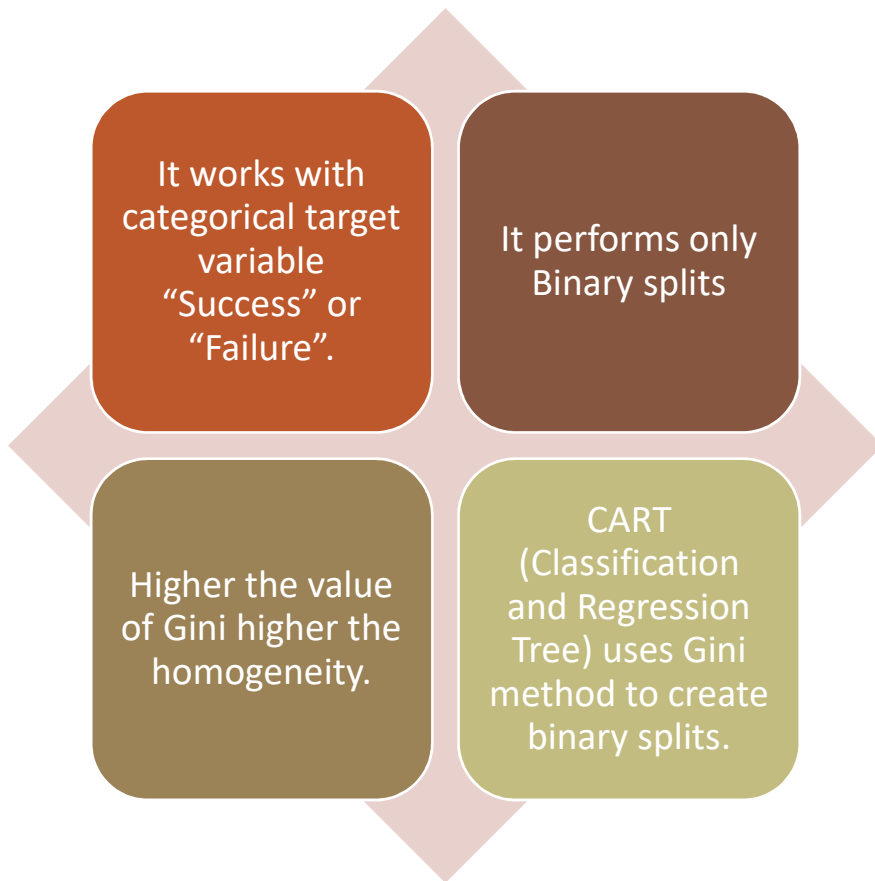 It works with
categorical target
variable
“Success” or
“Failure”.
It performs only
Binary splits
Higher the value
of Gini higher the
homogeneity.
CART
(Classification
and Regression
Tree) uses Gini
method to create
binary splits.